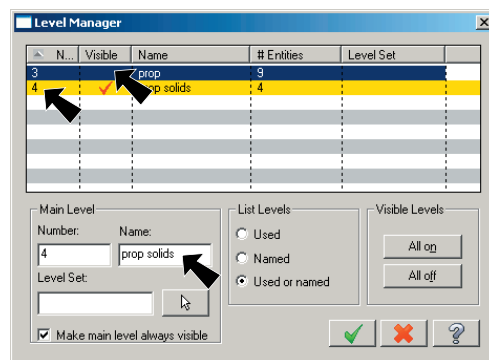 Level Manager
N... Visible Name # Entities Level Set
3 prop 9
4 prop solids 4
Main Level
Number: Name:
4 prop solids
Level Set:
Make main level always visible
List Levels
Used
Named
Used or named
Visible Levels
All on
All off